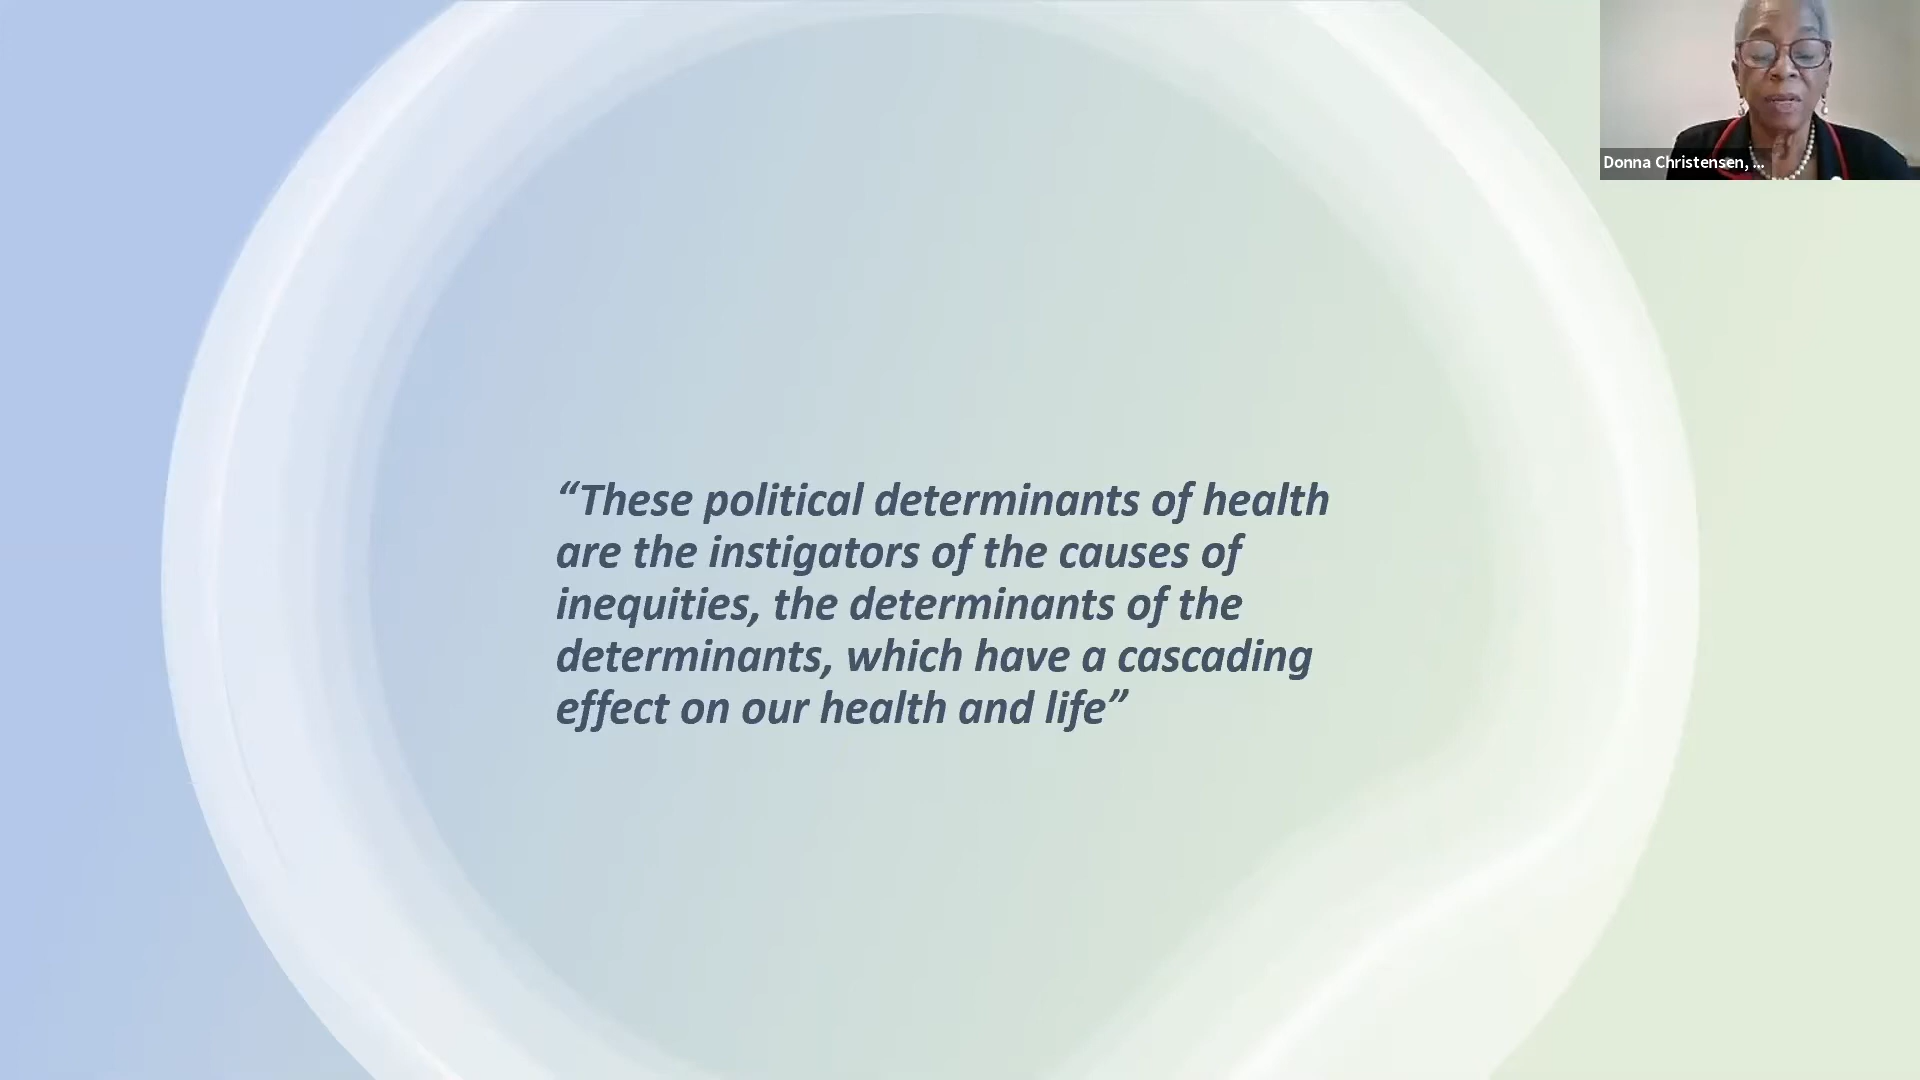 Donna Christensen, ...
“These political determinants of health
are the instigators of the causes of
inequities, the determinants of the
determinants, which have a cascading
effect on our health and life”